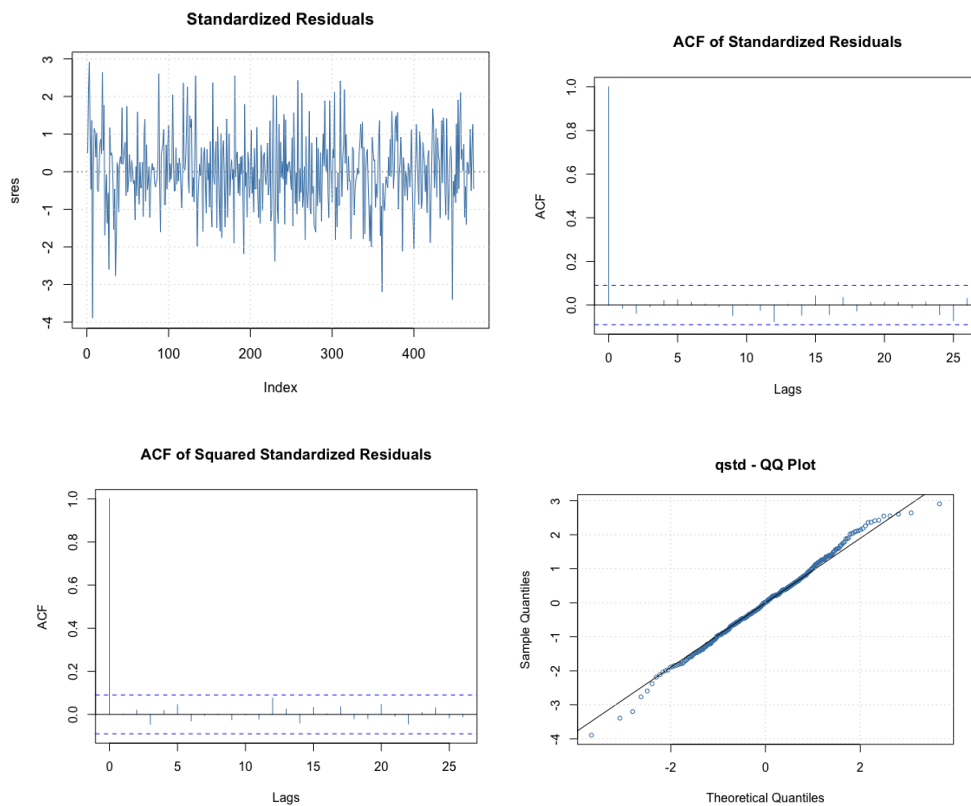 Standardized Residuals
3
2
1
0
-1
-2
-3
-4
sres
0 100 200 300 400
Index
ACF of Standardized Residuals
1.0
0.8
0.6
0.4
0.2
0.0
ACF
0 5 10 15 20 25
Lags
ACF of Squared Standardized Residuals
1.0
0.8
0.6
0.4
0.2
0.0
ACF
0 5 10 15 20 25
Lags
qstd - QQ Plot
3
2
1
0
-1
-2
-3
-4
Sample Quantiles
-2 0 2
Theoretical Quantiles